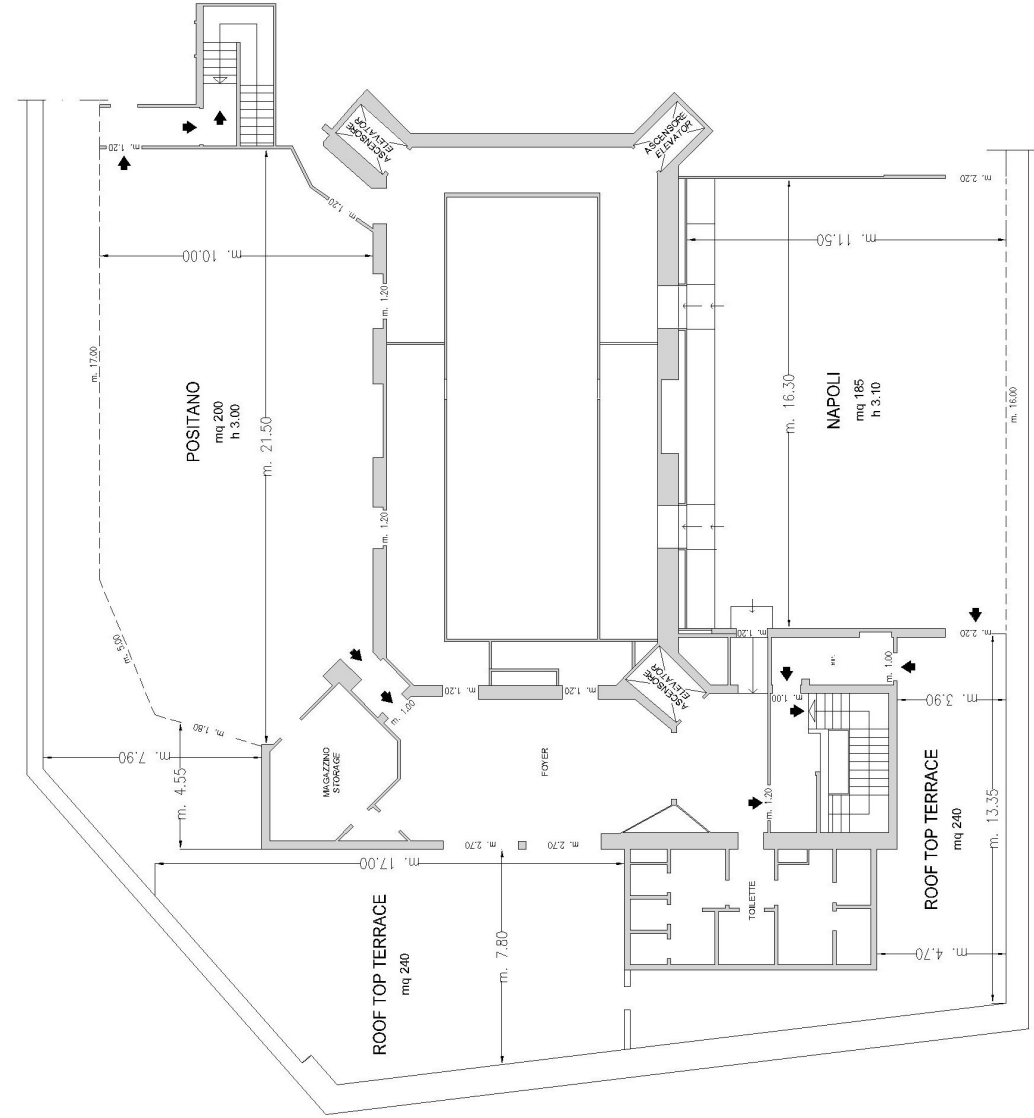 ASCENSORE
ELEVATOR
ASCENSORE
ELEVATOR
m. 1.20
m. 2.20
m. 1.20
m. 10.00
m. 11.50
m. 1.20
m. 17.00
POSITANO
mq 200
h 3.00
m. 21.50
m. 16.30
NAPOLI
mq 185
h 3.10
m. 16.00
m. 1.20
m. 5.00
m. 1.20
m. 2.20
m. 1.00
ASCENSORE
ELEVATOR
m. 1.80
m. 1.00
m. 1.20
m. 1.20
m. 1.00
m. 3.90
m. 7.90
m. 4.55
MAGAZZINO
STORAGE
FOYER
m. 1.20
m. 13.35
ROOF TOP TERRACE
mq 240
m. 2.70
m. 2.70
m. 17.00
TOILETTE
ROOF TOP TERRACE
mq 240
m. 7.80
m. 4.70